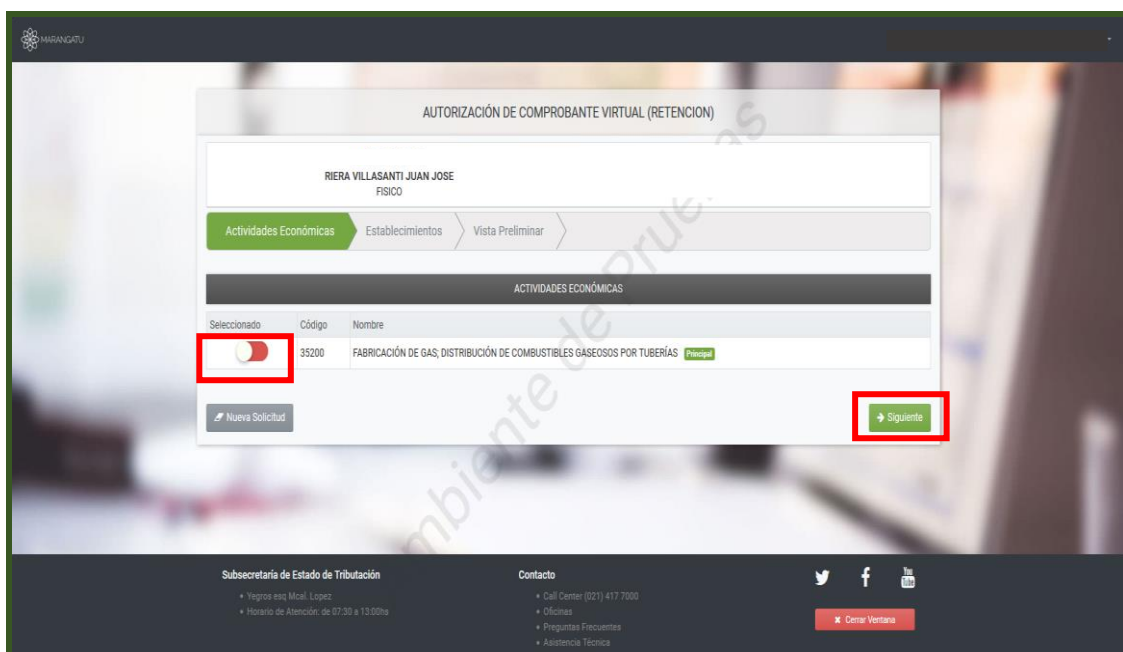 MARANGATU
AUTORIZACIÓN DE COMPROBANTE VIRTUAL (RETENCION)
RIERA VILLASANTI JUAN JOSE
FISICO
Actividades Económicas Establecimientos Vista Preliminar
ACTIVIDADES ECONÓMICAS
Seleccionado Código Nombre
35200 FABRICACIÓN DE GAS; DISTRIBUCIÓN DE COMBUSTIBLES GASEOSOS POR TUBERÍAS Principal
Nueva Solicitud Siguiente
mbiente de Pruebas
Subsecretaría de Estado de Tributación Contacto
Yegros esq Mcal. Lopez Call Center (021) 417 7000
Horario de Atención: de 07:30 a 13:00hs Oficinas
Preguntas Frecuentes
Asistencia Técnica
You Tube
Cerrar Ventana